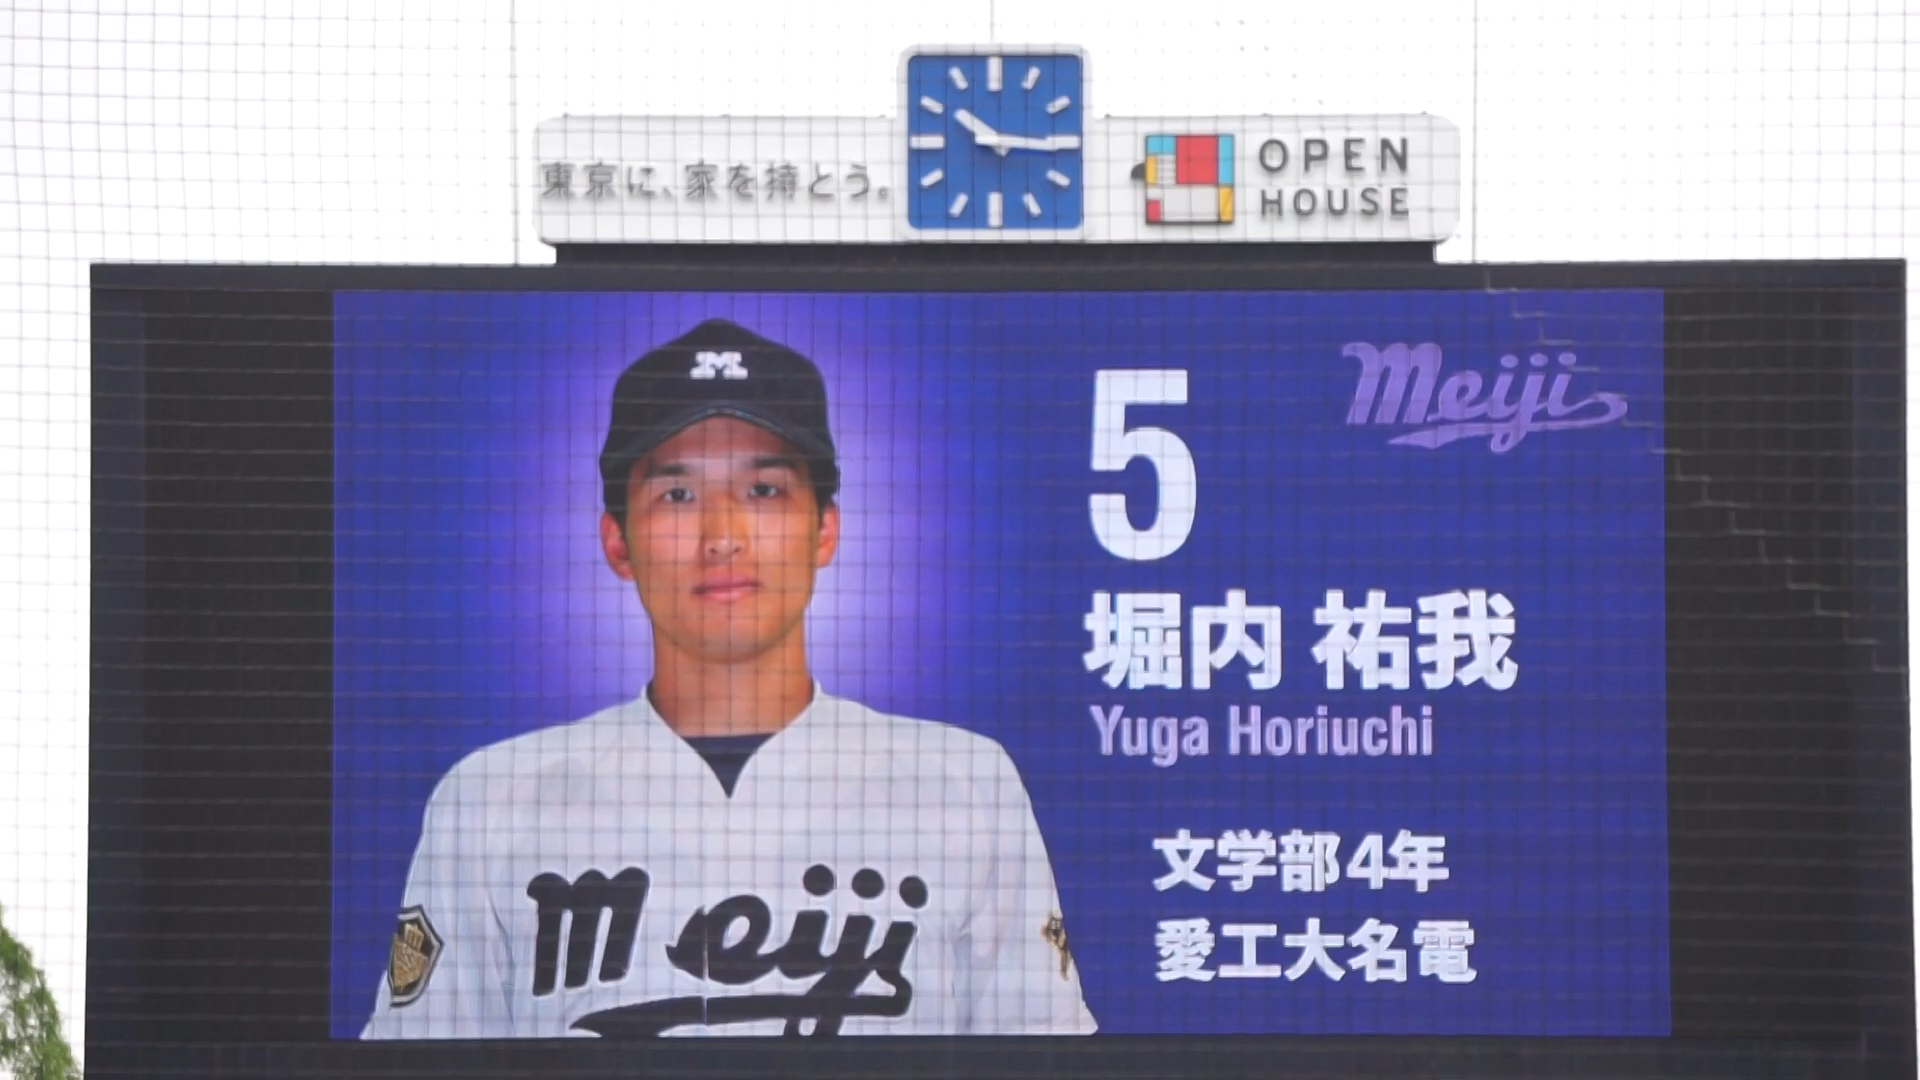 東京に、家を持とう。
OPEN
HOUSE
M
Meiji
5
堀内 祐我
Yuga Horiuchi
文学部4年
愛工大名電
Meiji